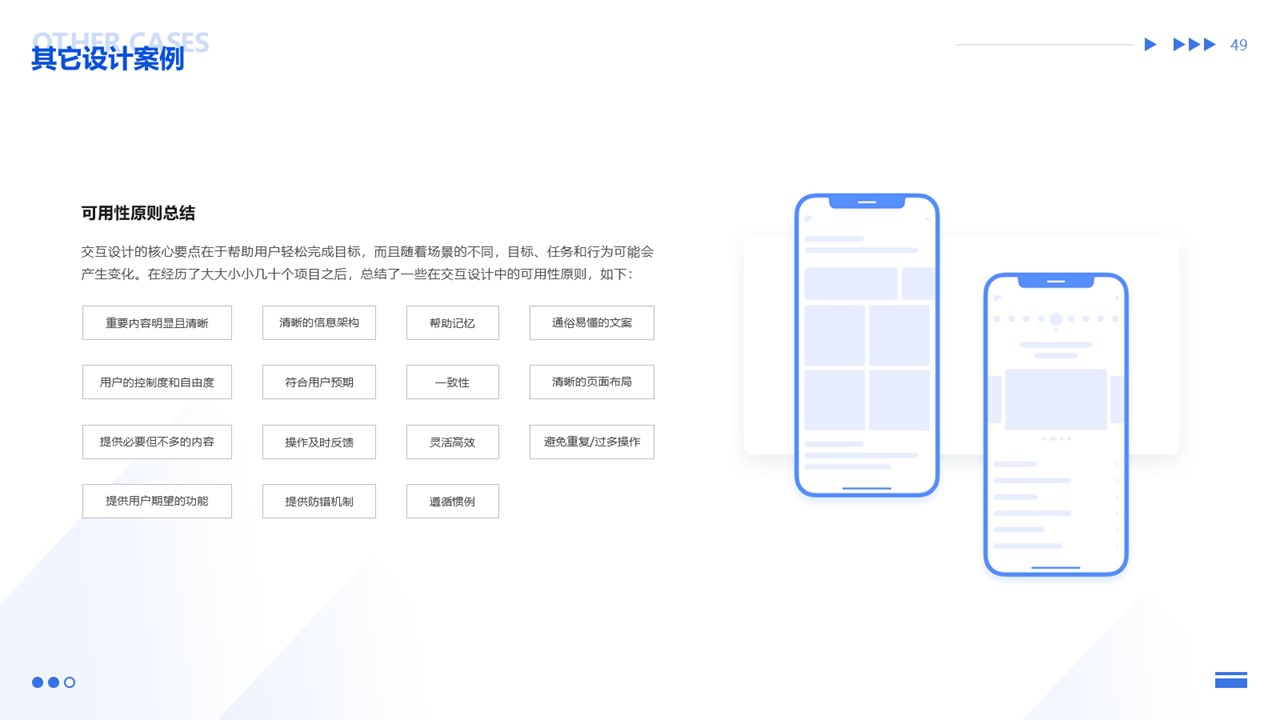 OTHER CASES
其它设计案例
49
可用性原则总结
交互设计的核心要点在于帮助用户轻松完成目标，而且随着场景的不同，目标、任务和行为可能会
产生变化。在经历了大大小小几十个项目之后，总结了一些在交互设计中的可用性原则，如下：
重要内容明显且清晰
清晰的信息架构
帮助记忆
通俗易懂的文案
用户的控制度和自由度
符合用户预期
一致性
清晰的页面布局
提供必要但不多的内容
操作及时反馈
灵活高效
避免重复/过多操作
提供用户期望的功能
提供防错机制
遵循惯例